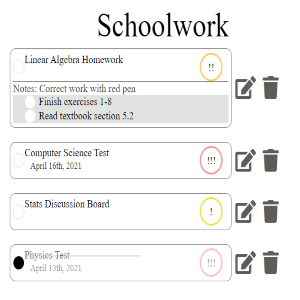 Schoolwork
Linear Algebra Homework
!!
Notes: Correct work with red pen
Finish exercises 1-8
Read textbook section 5.2
Computer Science Test
!!!
April 16th, 2021
Stats Discussion Board
!
Physics Test
!!!
April 13th, 2021